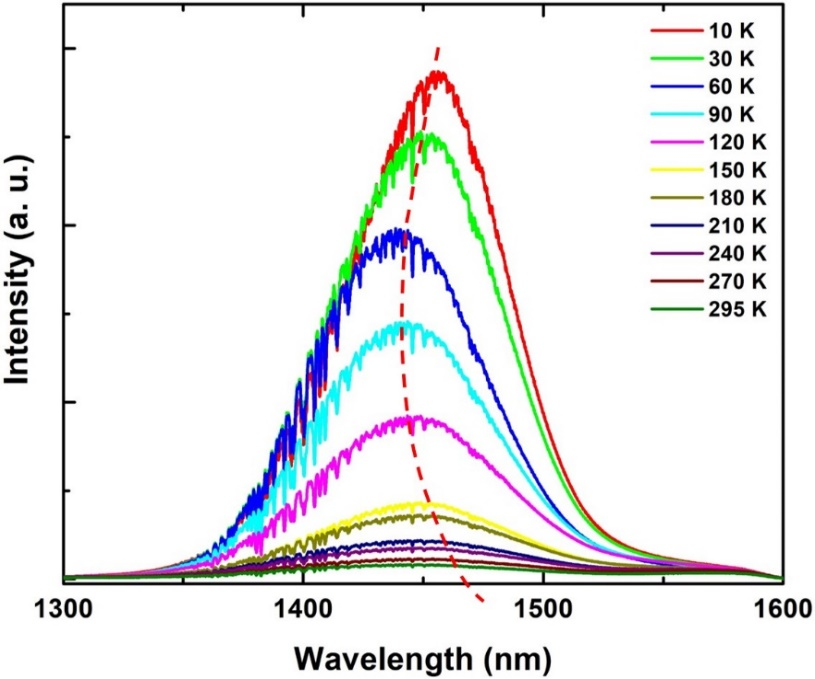 10 K
30 K
60 K
90 K
120 K
150 K
180 K
210 K
240 K
270 K
295 K
Intensity (a. u.)
1300
1400
1500
1600
Wavelength (nm)